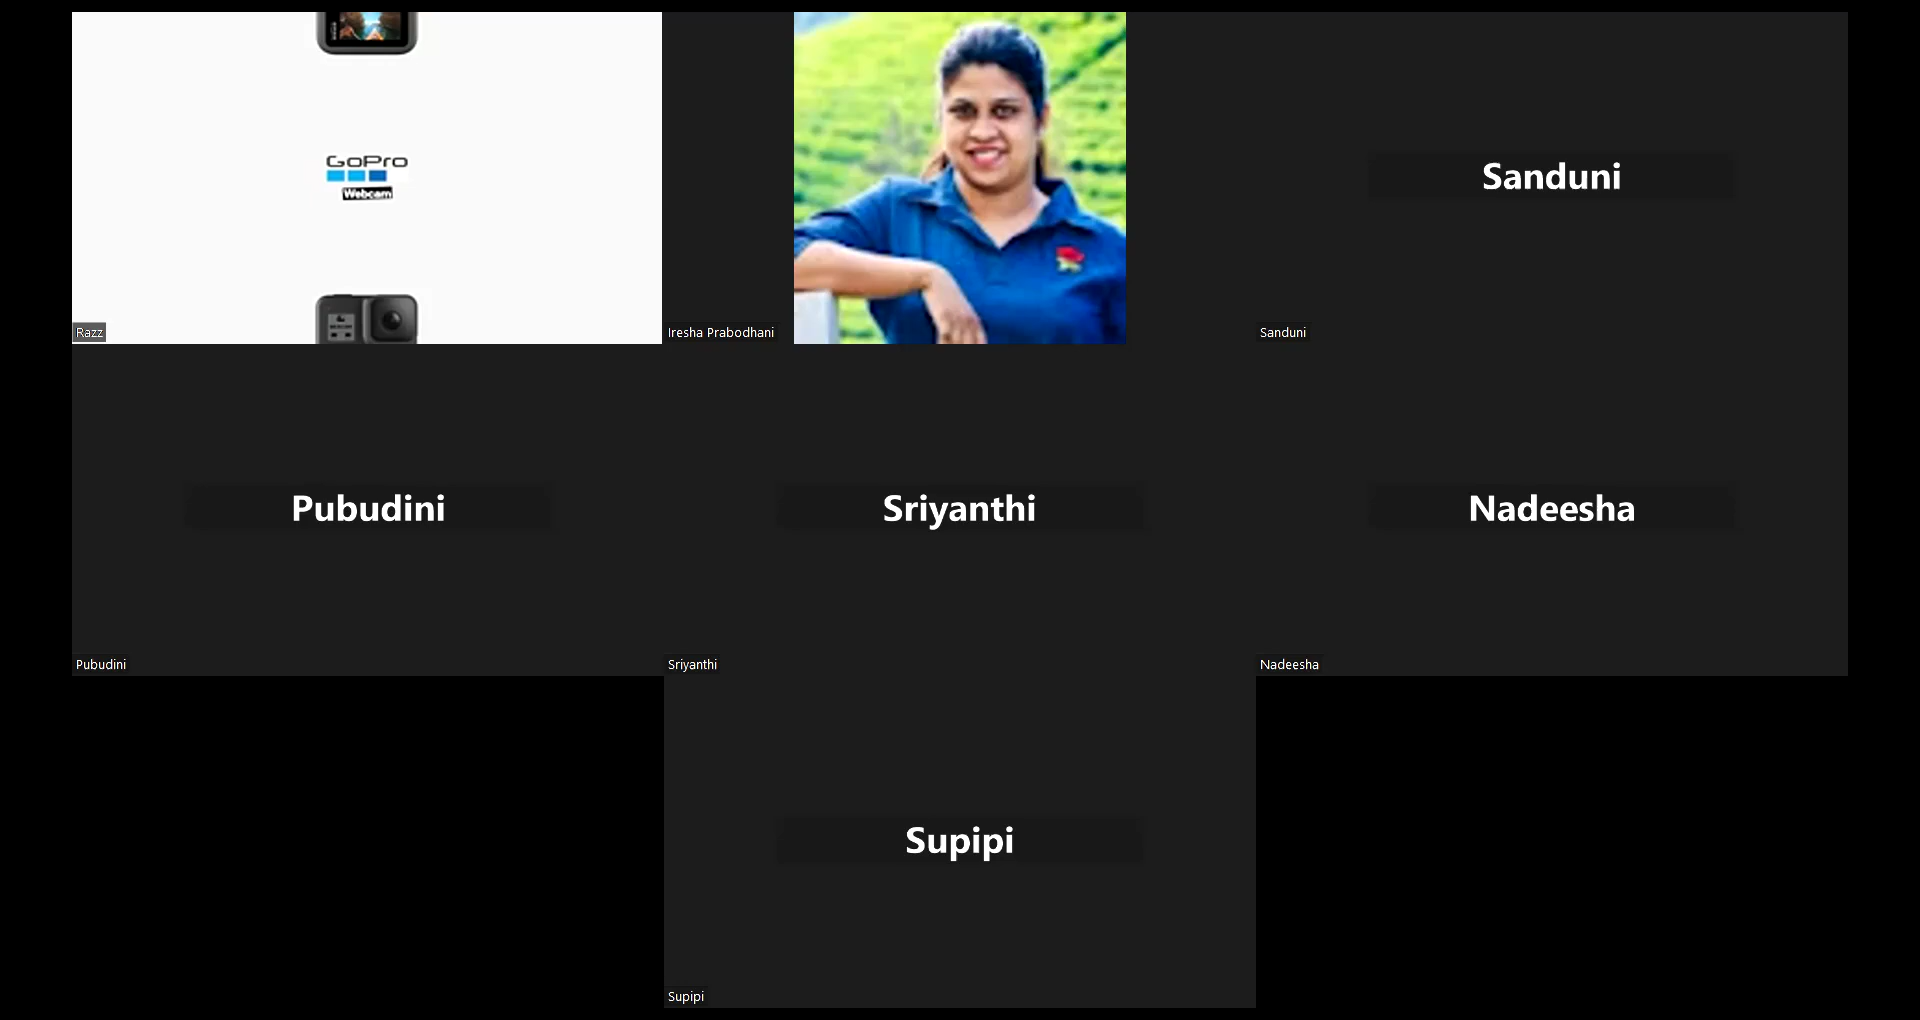 GoPro
Webcam
Razz
Iresha Prabodhani
Sanduni
Sanduni
Pubudini
Pubudini
Sriyanthi
Sriyanthi
Nadeesha
Nadeesha
Supipi
Supipi